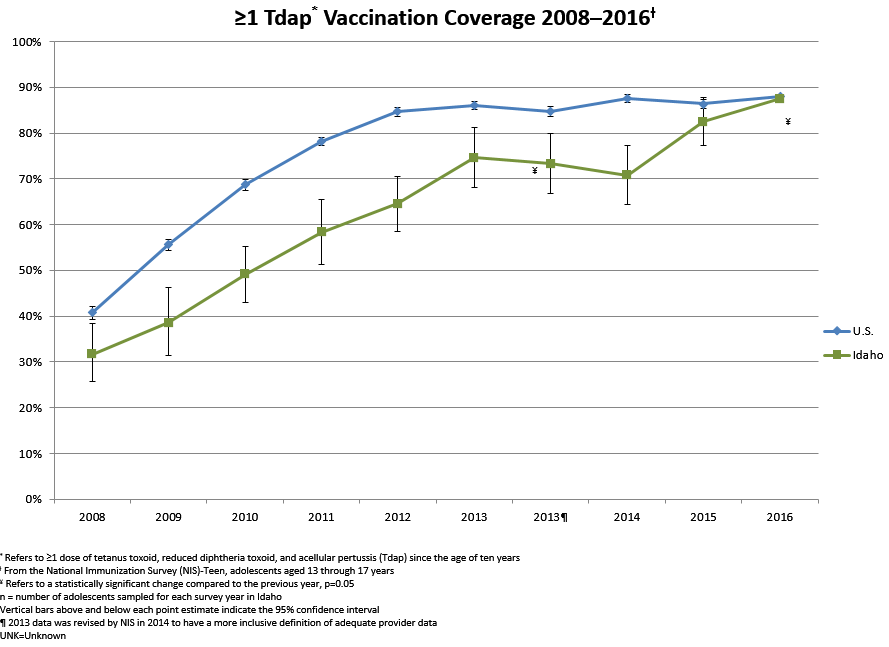 ≥1 Tdap* Vaccination Coverage 2008–2016ƚ
100%
90%
80%
70%
60%
50%
40%
30%
20%
10%
0%
¥
¥
U.S.
Idaho
2008 2009 2010 2011 2012 2013 2013¶ 2014 2015 2016
* Refers to ≥1 dose of tetanus toxoid, reduced diphtheria toxoid, and acellular pertussis (Tdap) since the age of ten years
ƚ From the National Immunization Survey (NIS)-Teen, adolescents aged 13 through 17 years
¥ Refers to a statistically significant change compared to the previous year, p=0.05
n = number of adolescents sampled for each survey year in Idaho
Vertical bars above and below each point estimate indicate the 95% confidence interval
¶ 2013 data was revised by NIS in 2014 to have a more inclusive definition of adequate provider data
UNK=Unknown